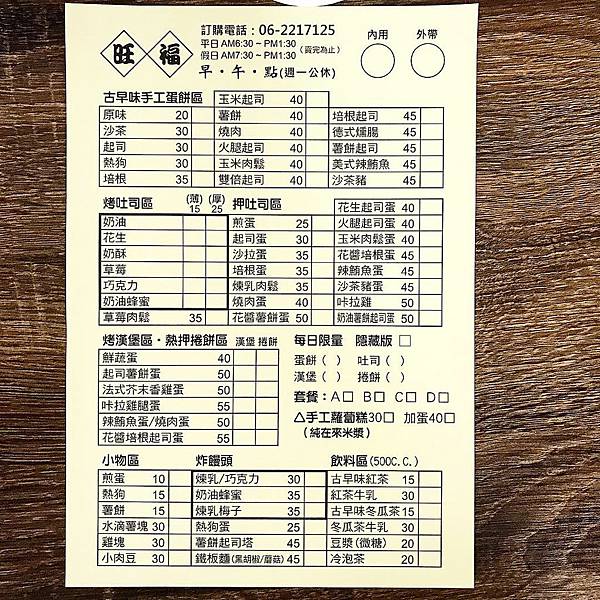 旺 福
訂購電話：06-2217125
平日 AM6:30~PM1:30
假日 AM7:30~PM1:30
(賣完為止)
早・午・點(週一公休)
內用 外帶
古早味手工蛋餅區
原味 20
沙茶 30
起司 30
熱狗 30
培根 35
玉米起司 40
薯餅 40
燒肉 40
火腿起司 40
玉米肉鬆 40
雙倍起司 40
培根起司 45
德式燻腸 45
薯餅起司 45
美式辣鮪魚 45
沙茶豬 45
烤吐司區 (薄)15 (厚)25
奶油
花生
奶酥
草莓
巧克力
奶油蜂蜜
草莓肉鬆 35
押吐司區
煎蛋 25
起司蛋 30
沙拉蛋 35
培根蛋 35
煉乳肉鬆 35
燒肉蛋 40
花醬薯餅蛋 50
花生起司蛋 40
火腿起司蛋 40
玉米肉鬆蛋 40
花醬培根蛋 45
辣鮪魚蛋 45
沙茶豬蛋 45
咔拉雞 50
奶油薯餅起司蛋 50
烤漢堡區・熱押捲餅區 漢堡 捲餅
鮮蔬蛋 40
起司薯餅蛋 50
法式芥末香雞蛋 50
咔拉雞腿蛋 55
辣鮪魚蛋/燒肉蛋 50
花醬培根起司蛋 55
每日限量 隱藏版 □
蛋餅 ( ) 吐司 ( )
漢堡 ( ) 捲餅 ( )
套餐：A□ B□ C□ D□
△手工蘿蔔糕30□ 加蛋40□
(純在來米漿)
小物區
煎蛋 10
熱狗 15
薯餅 15
水滴薯塊 30
雞塊 30
小肉豆 30
炸饅頭
煉乳/巧克力 30
奶油蜂蜜 35
煉乳梅子 35
熱狗蛋 25
薯餅起司塔 45
鐵板麵(黑胡椒/蘑菇) 45
飲料區(500C.C.)
古早味紅茶 15
紅茶牛乳 30
古早味冬瓜茶 15
冬瓜茶牛乳 30
豆漿(微糖) 20
冷泡茶 20